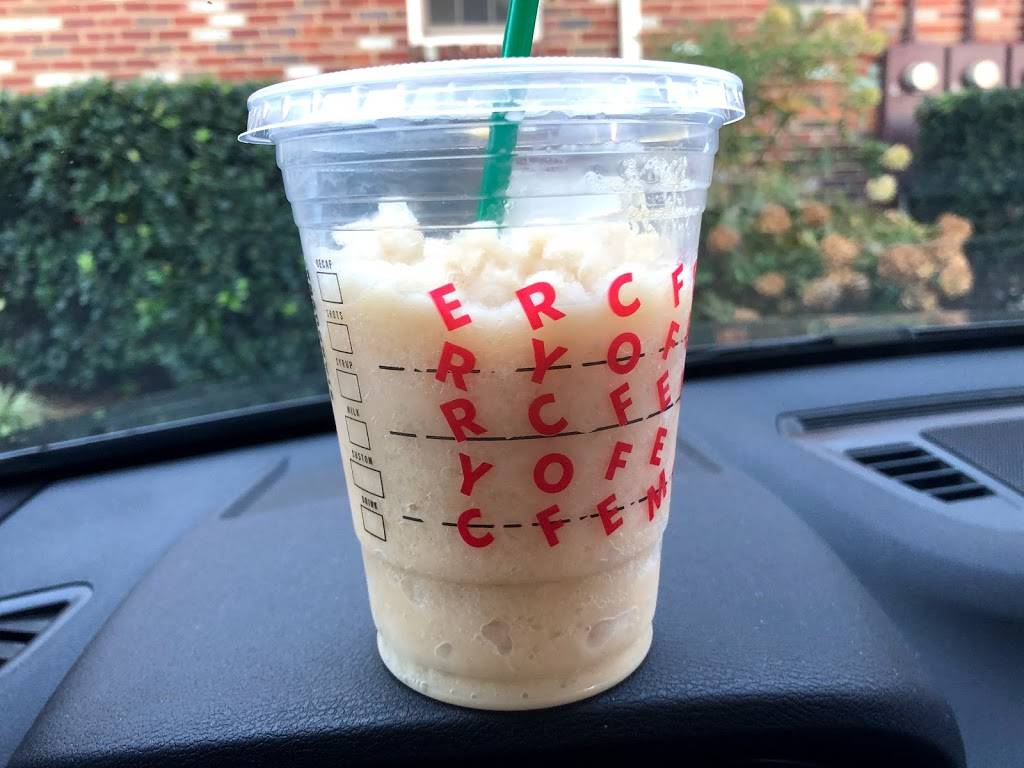 DECAF
SHOTS
SYRUP
MILK
CUSTOM
DRINK
E R C F
R Y O F
R C F E
Y O F E
C F E M